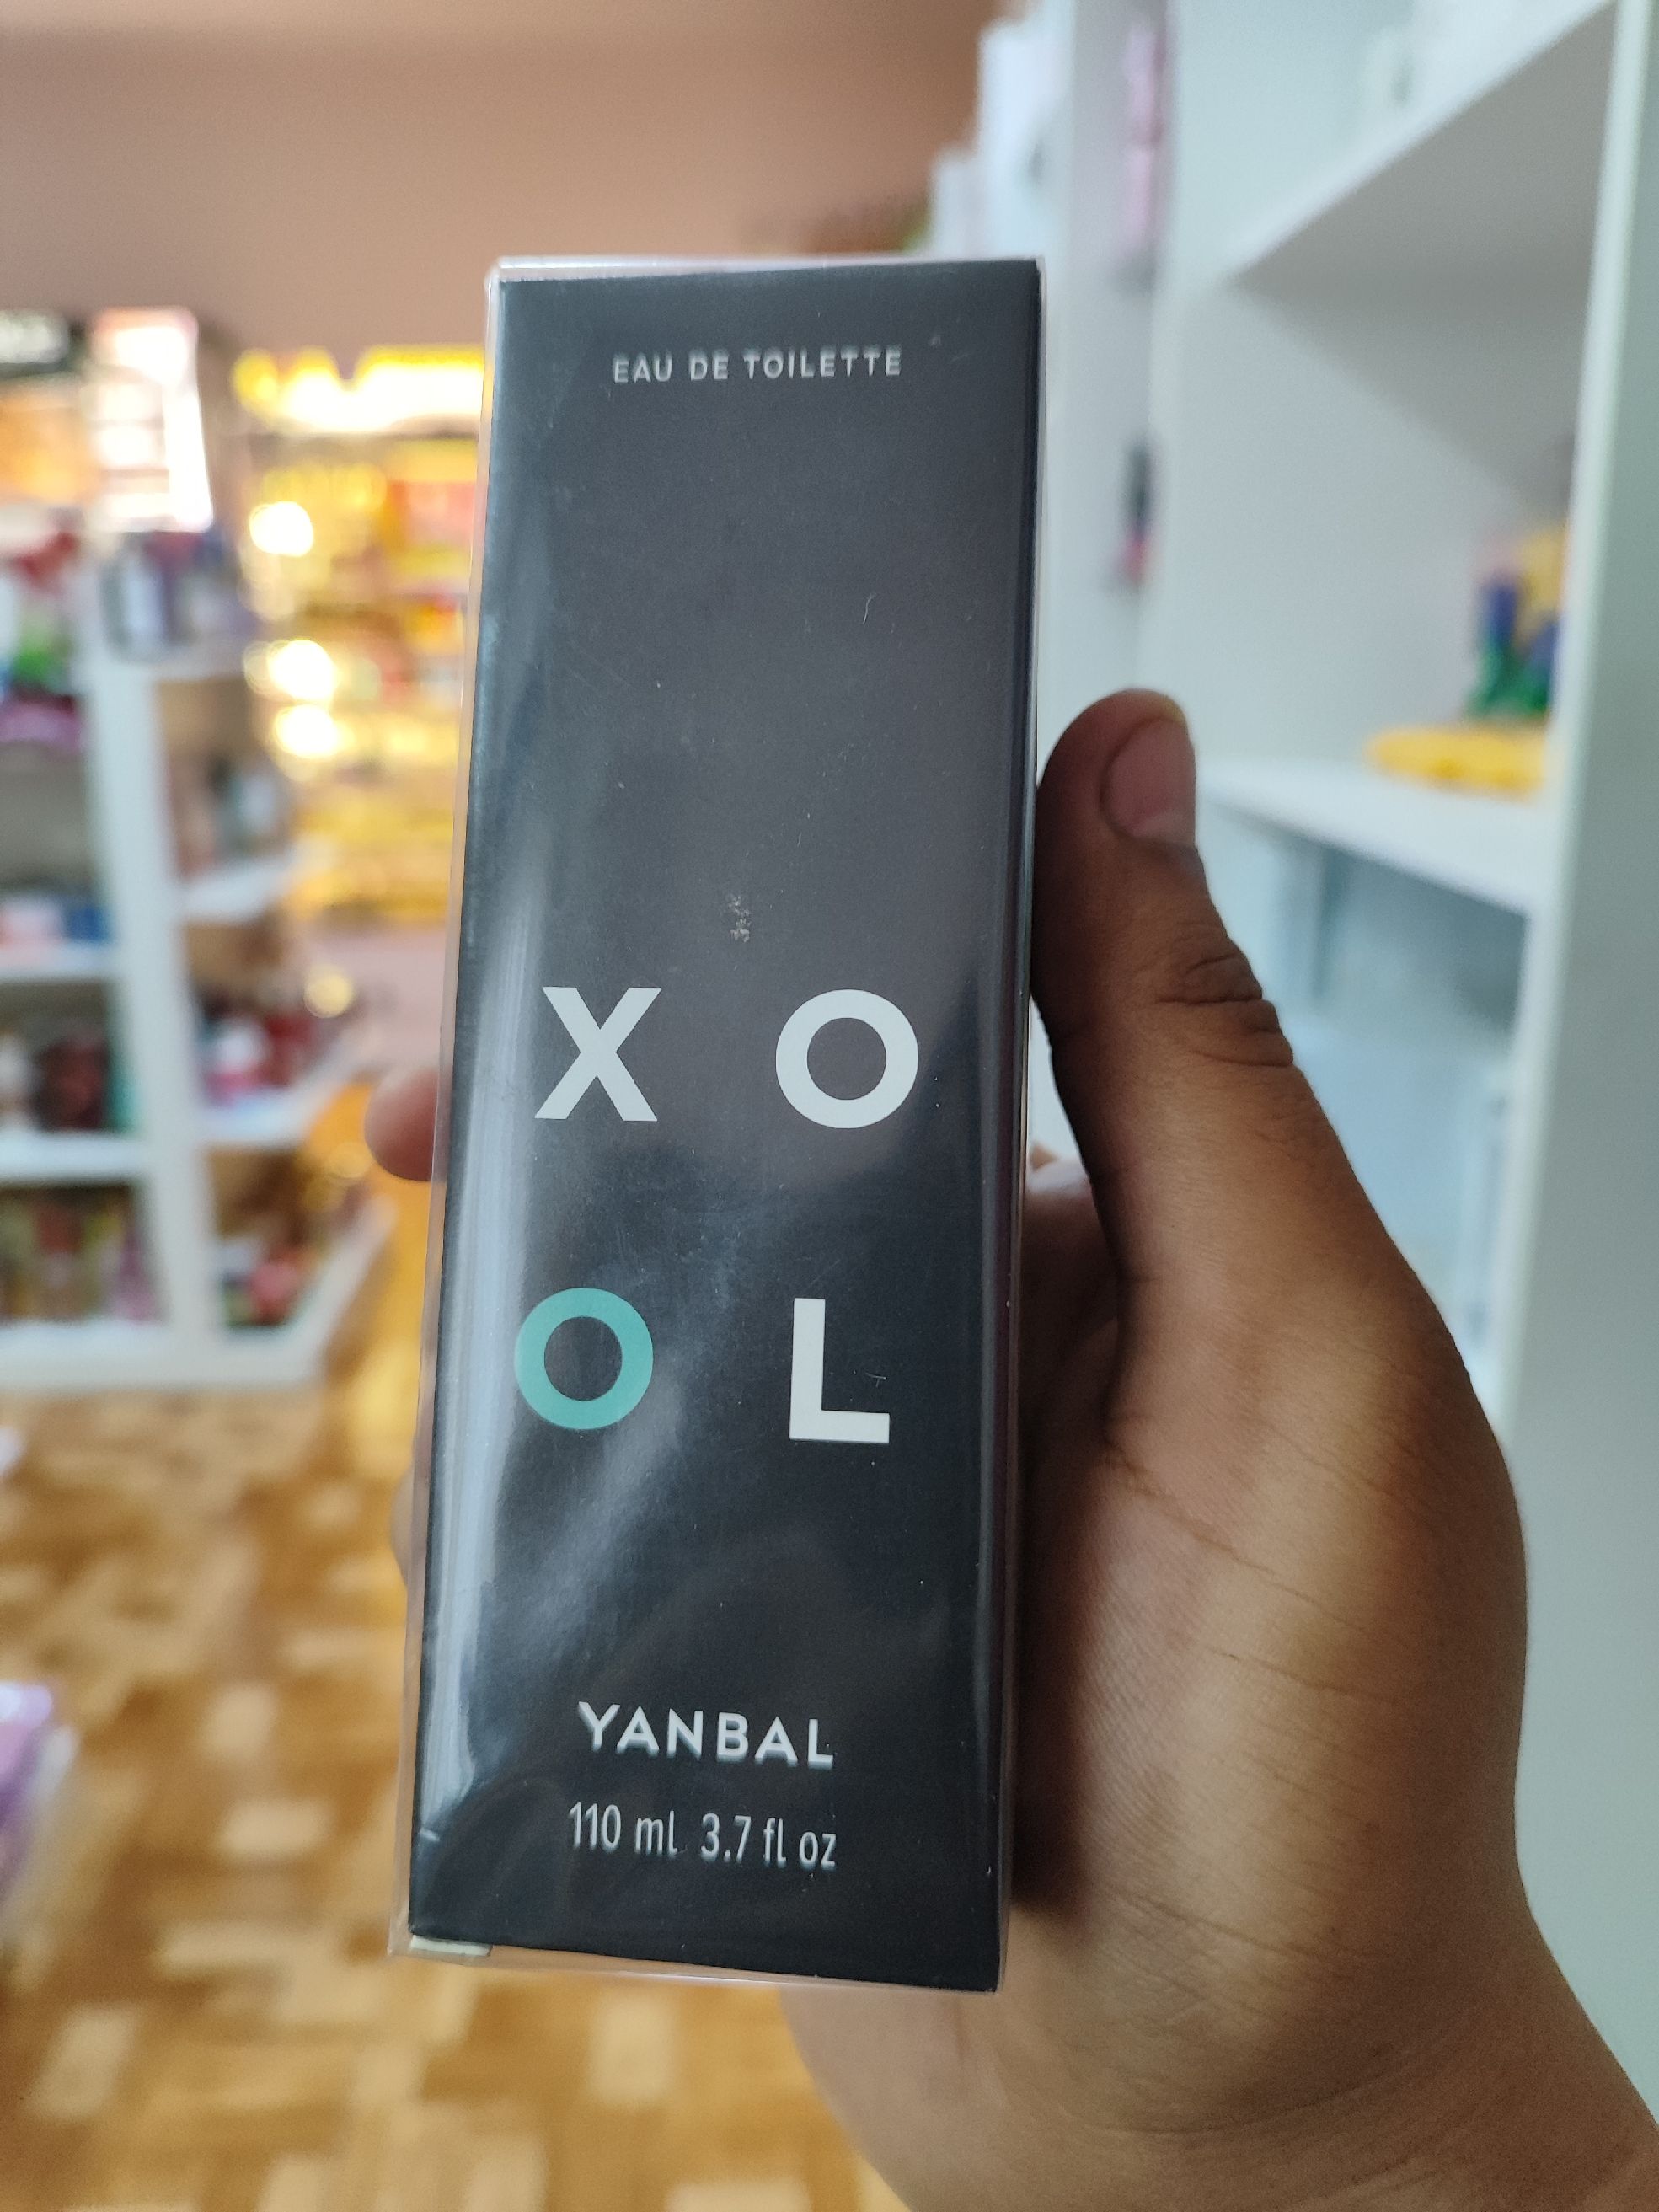 EAU DE TOILETTE
X O
O L
YANBAL
110 ml 3.7 fl oz